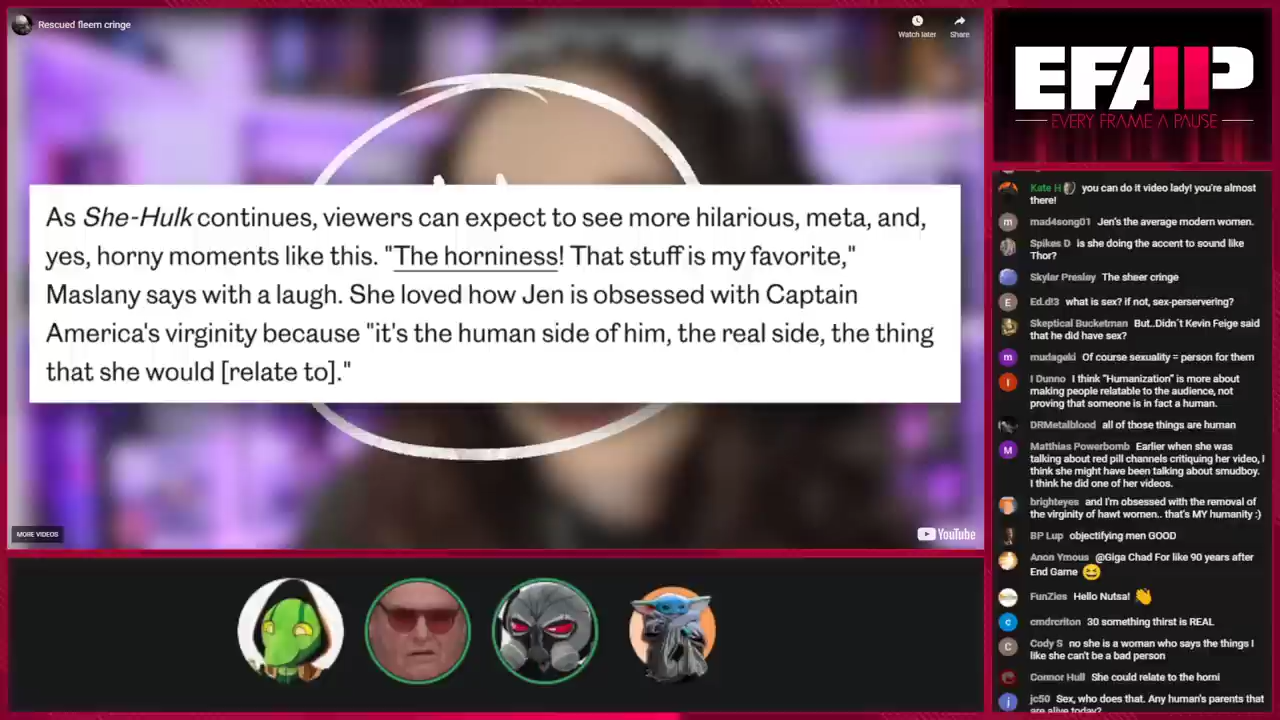 Rescued fleem cringe
Watch later
Share
As She-Hulk continues, viewers can expect to see more hilarious, meta, and,
yes, horny moments like this. "The horniness! That stuff is my favorite,"
Maslany says with a laugh. She loved how Jen is obsessed with Captain
America's virginity because "it's the human side of him, the real side, the thing
that she would [relate to]."
MORE VIDEOS
YouTube
EFAP
EVERY FRAME A PAUSE
Kate H you can do it video lady! you're almost
there!
mad4song01 Jen's the average modern women.
Spikes D is she doing the accent to sound like
Thor?
Skylar Presley The sheer cringe
Ed.d!3 what is sex? if not, sex-perservering?
Skeptical Bucketman But..Didn´t Kevin Feige said
that he did have sex?
mudageki Of course sexuality = person for them
I Dunno I think "Humanization" is more about
making people relatable to the audience, not
proving that someone is in fact a human.
DRMetalblood all of those things are human
Matthias Powerbomb Earlier when she was
talking about red pill channels critiquing her video, I
think she might have been talking about smudboy.
I think he did one of her videos.
brighteyes and I'm obsessed with the removal of
the virginity of hawt women.. that's MY humanity :)
BP Lup objectifying men GOOD
Anon Ymous @Giga Chad For like 90 years after
End Game
FunZies Hello Nutsa!
cmdrcriton 30 something thirst is REAL
Cody S no she is a woman who says the things I
like she can't be a bad person
Connor Hull She could relate to the horni
jc50 Sex, who does that. Any human's parents that
are alive today?